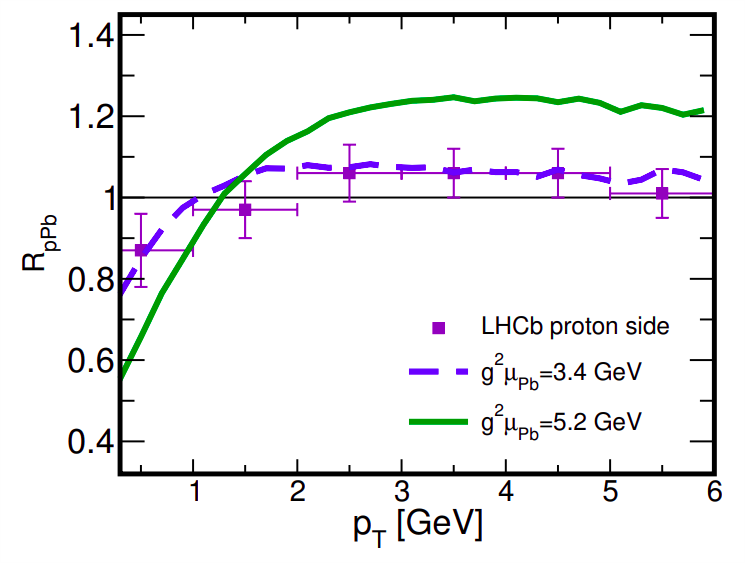 1.4
1.2
1
0.8
0.6
0.4
R_pPb
LHCb proton side
g²μ_Pb=3.4 GeV
g²μ_Pb=5.2 GeV
1 2 3 4 5 6
p_T [GeV]